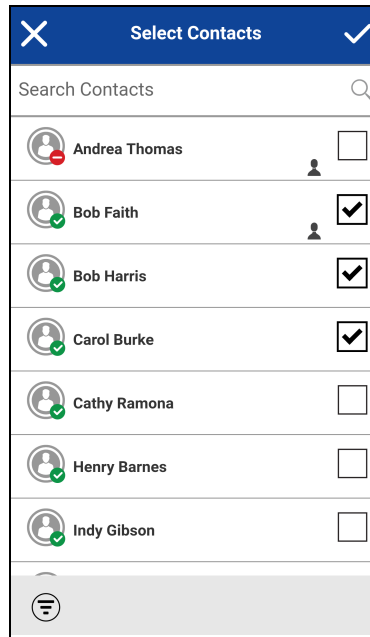 Select Contacts
Search Contacts
Andrea Thomas
Bob Faith
Bob Harris
Carol Burke
Cathy Ramona
Henry Barnes
Indy Gibson